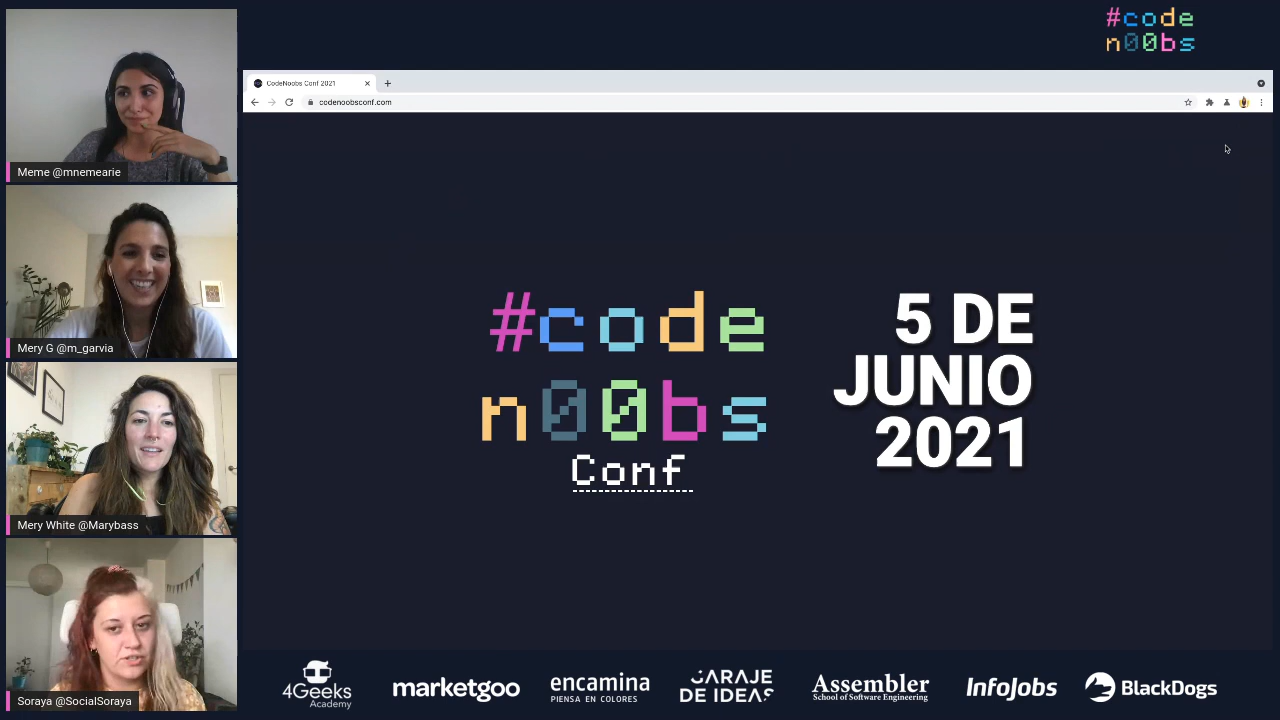 #code
n00bs
CodeNoobs Conf 2021
codenoobsconf.com
Meme @mnemearie
Mery G @m_garvia
Mery White @Marybass
Soraya @SocialSoraya
#code
n00bs
Conf
5 DE
JUNIO
2021
4Geeks
Academy
marketgoo
encamina
PIENSA EN COLORES
GARAJE
DE IDEAS
Assembler
School of Software Engineering
InfoJobs
BlackDogs